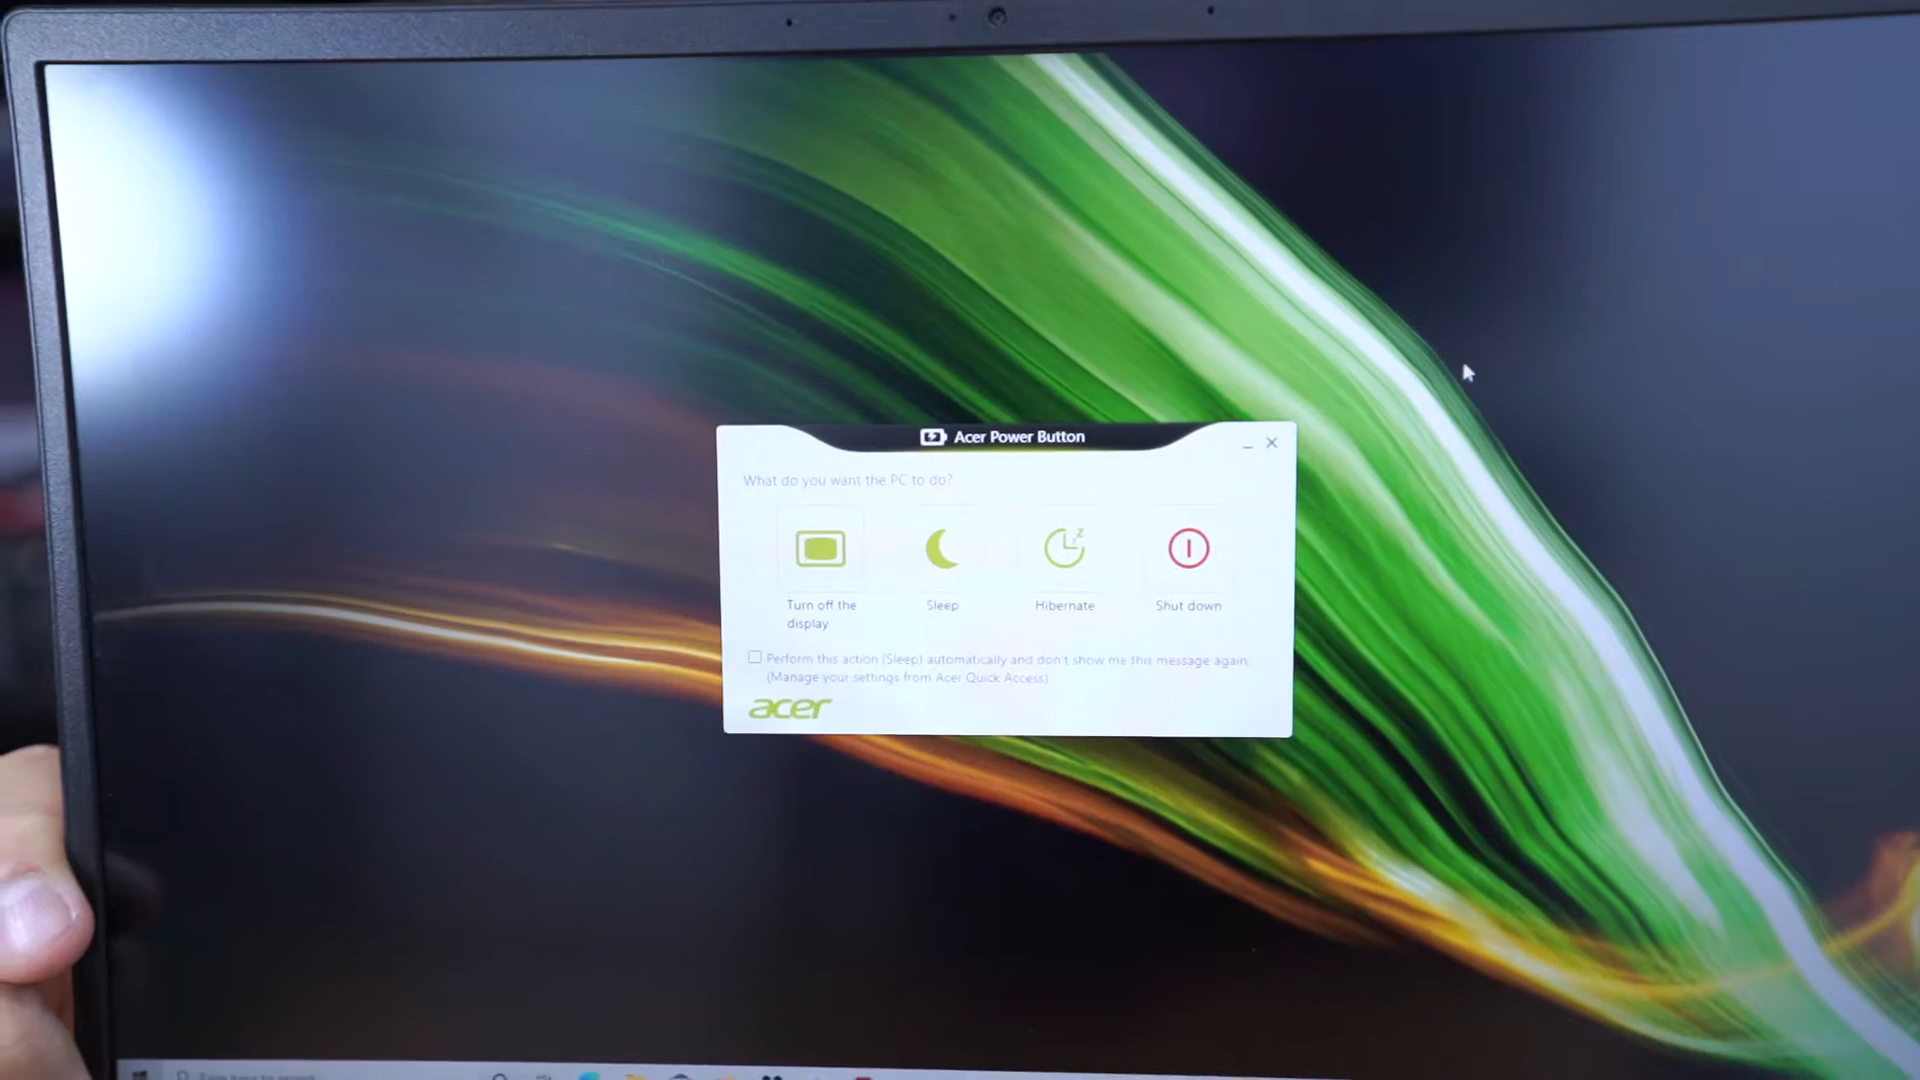 Acer Power Button
What do you want the PC to do?
Turn off the
display
Sleep
Hibernate
Shut down
Perform this action (Sleep) automatically and don't show me this message again.
(Manage your settings from Acer Quick Access)
acer